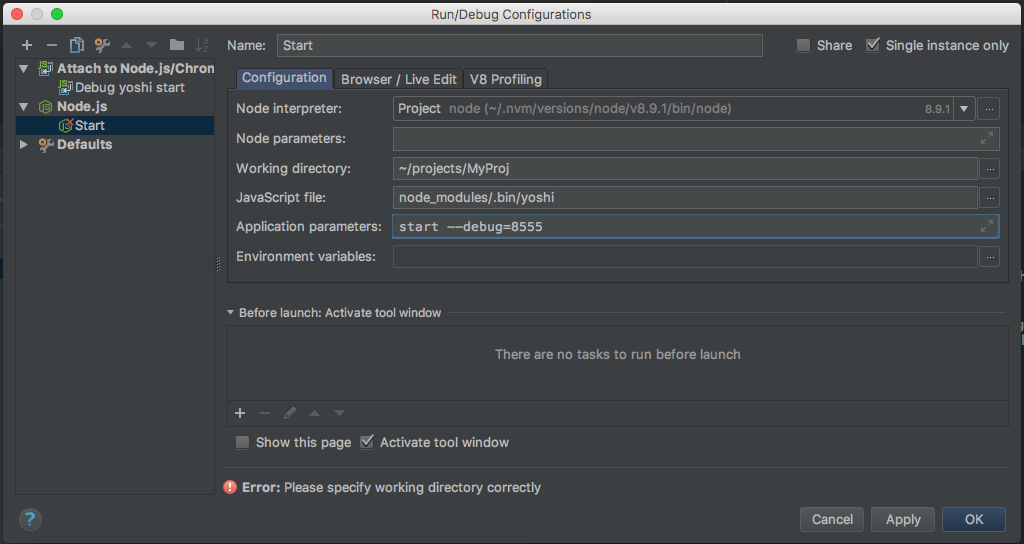 Run/Debug Configurations
Name: Start Share Single instance only
Attach to Node.js/Chrom
Debug yoshi start
Node.js
Start
Defaults
Configuration Browser / Live Edit V8 Profiling
Node interpreter: Project node (~/.nvm/versions/node/v8.9.1/bin/node) 8.9.1 ...
Node parameters:
Working directory: ~/projects/MyProj ...
JavaScript file: node_modules/.bin/yoshi ...
Application parameters: start --debug=8555
Environment variables: ...
Before launch: Activate tool window
There are no tasks to run before launch
Show this page Activate tool window
Error: Please specify working directory correctly
? Cancel Apply OK